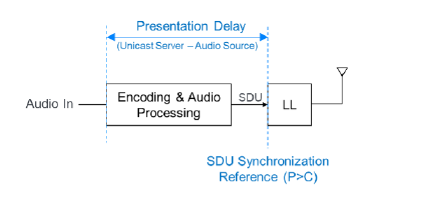 Presentation Delay
(Unicast Server – Audio Source)
Audio In
Encoding & Audio
Processing
SDU
LL
SDU Synchronization
Reference (P>C)